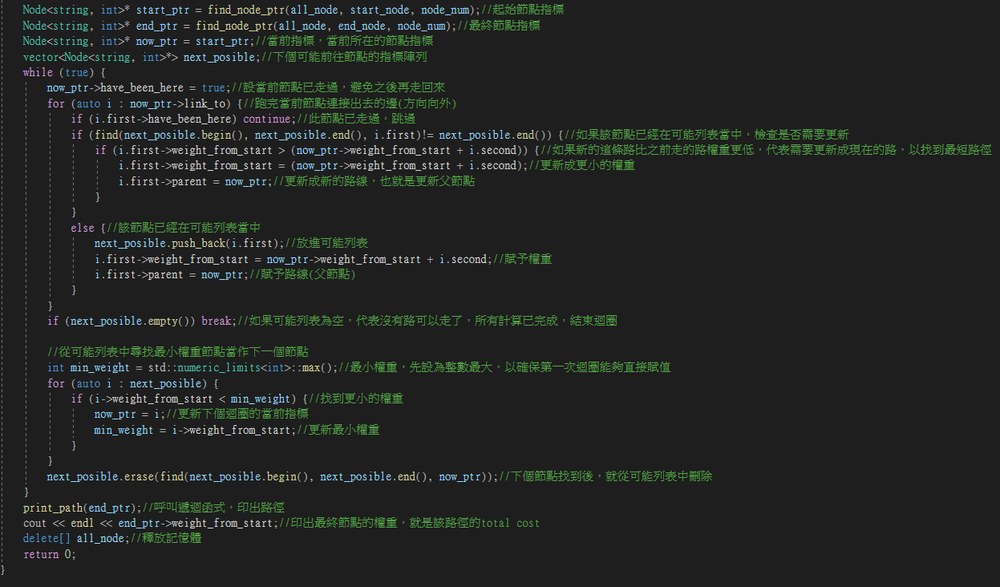 Node<string, int>* start_ptr = find_node_ptr(all_node, start_node, node_num);//起始節點指標
Node<string, int>* end_ptr = find_node_ptr(all_node, end_node, node_num);//最終節點指標
Node<string, int>* now_ptr = start_ptr;//當前指標，當前所在的節點指標
vector<Node<string, int>*> next_posible;//下個可能前往節點的指標陣列
while (true) {
now_ptr->have_been_here = true;//設當前節點已走過，避免之後再走回來
for (auto i : now_ptr->link_to) {//跑完當前節點連接出去的邊(方向向外)
if (i.first->have_been_here) continue;//此節點已走過，跳過
if (find(next_posible.begin(), next_posible.end(), i.first)!= next_posible.end()) {//如果該節點已經在可能列表當中，檢查是否需要更新
if (i.first->weight_from_start > (now_ptr->weight_from_start + i.second)) {//如果新的這條路比之前走的路權重更低，代表需要更新成現在的路，以找到最短路徑
i.first->weight_from_start = (now_ptr->weight_from_start + i.second);//更新成更小的權重
i.first->parent = now_ptr;//更新成新的路線，也就是更新父節點
}
}
else {//該節點已經在可能列表當中
next_posible.push_back(i.first);//放進可能列表
i.first->weight_from_start = now_ptr->weight_from_start + i.second;//賦予權重
i.first->parent = now_ptr;//賦予路線(父節點)
}
}
if (next_posible.empty()) break;//如果可能列表為空，代表沒有路可以走了，所有計算已完成，結束迴圈
//從可能列表中尋找最小權重節點當作下一個節點
int min_weight = std::numeric_limits<int>::max();//最小權重，先設為整數最大，以確保第一次迴圈能夠直接賦值
for (auto i : next_posible) {
if (i->weight_from_start < min_weight) {//找到更小的權重
now_ptr = i;//更新下個迴圈的當前指標
min_weight = i->weight_from_start;//更新最小權重
}
}
next_posible.erase(find(next_posible.begin(), next_posible.end(), now_ptr));//下個節點找到後，就從可能列表中刪除
}
print_path(end_ptr);//呼叫遞迴函式，印出路徑
cout << endl << end_ptr->weight_from_start;//印出最終節點的權重，就是該路徑的total cost
delete[] all_node;//釋放記憶體
return 0;
}